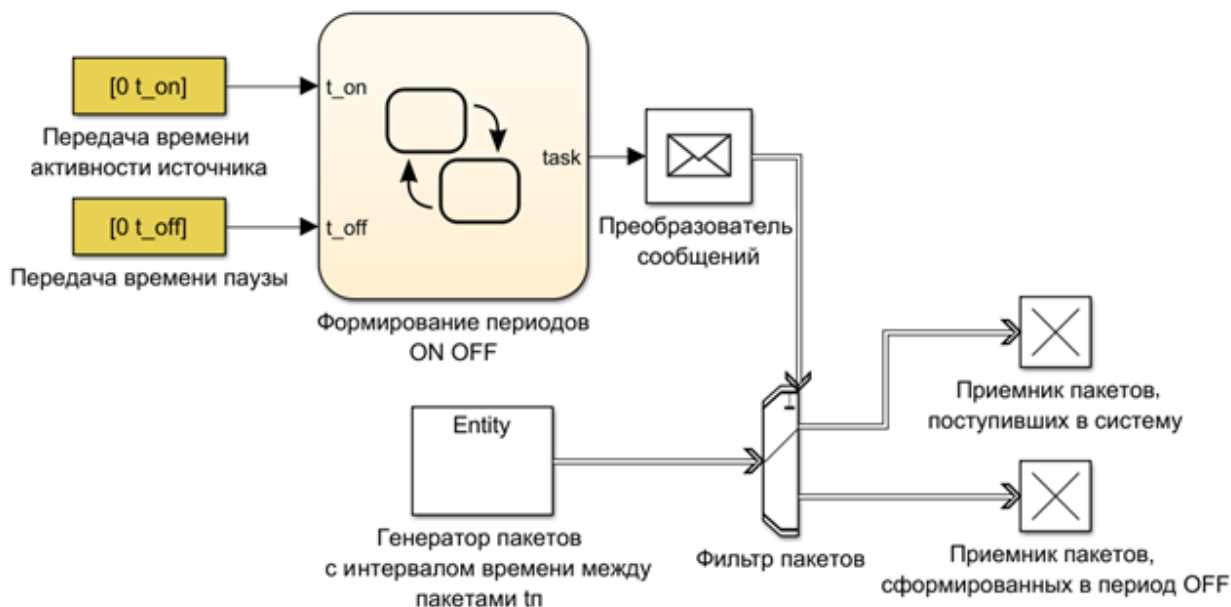 [0 t_on]
Передача времени
активности источника
[0 t_off]
Передача времени паузы
t_on
t_off
task
Формирование периодов
ON OFF
Преобразователь
сообщений
Entity
Генератор пакетов
с интервалом времени между
пакетами tп
Фильтр пакетов
Приемник пакетов,
поступивших в систему
Приемник пакетов,
сформированных в период OFF